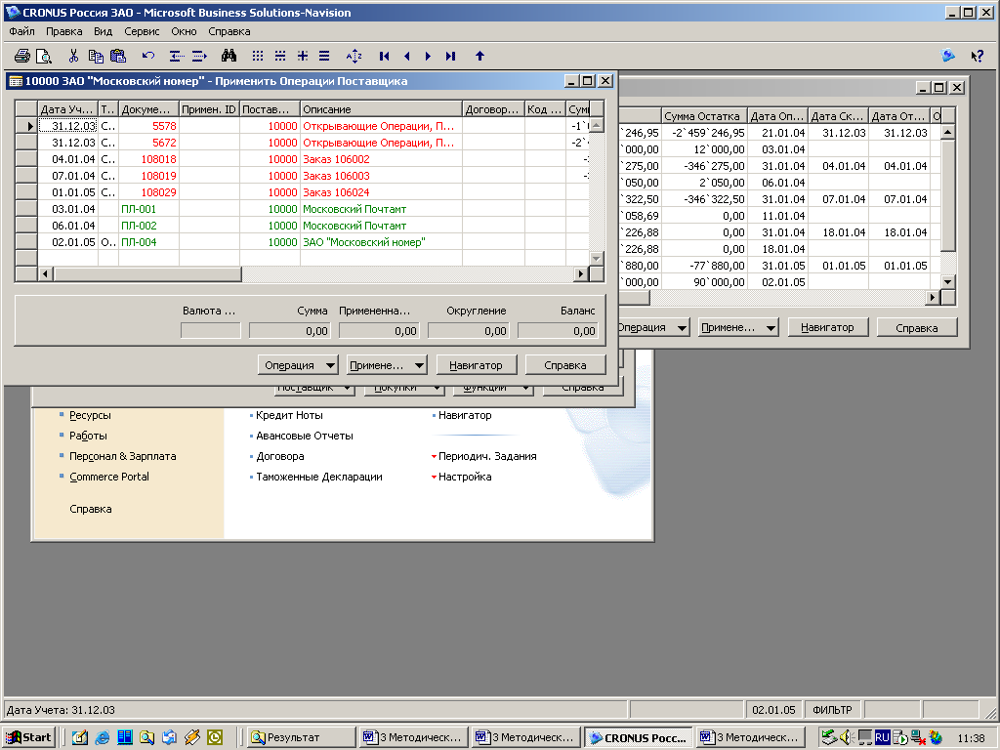 CRONUS Россия ЗАО - Microsoft Business Solutions-Navision
Файл Правка Вид Сервис Окно Справка
10000 ЗАО "Московский номер" - Применить Операции Поставщика
Дата Уч... Т... Докуме... Примен. ID Постав... Описание Договор... Код ...
31.12.03 С.. 5578 10000 Открывающие Операции, П...
31.12.03 С.. 5672 10000 Открывающие Операции, П...
04.01.04 С.. 108018 10000 Заказ 106002
07.01.04 С.. 108019 10000 Заказ 106003
01.01.05 С.. 108029 10000 Заказ 106024
03.01.04 ПЛ-001 10000 Московский Почтамт
06.01.04 ПЛ-002 10000 Московский Почтамт
02.01.05 О.. ПЛ-004 10000 ЗАО "Московский номер"
Валюта ... Сумма Примененна... Округление Баланс
0,00 0,00 0,00 0,00
Операция Примене... Навигатор Справка
Сумма Остатка Дата Оп... Дата Ск... Дата От... О
246,95 -2`459`246,95 21.01.04 31.12.03 31.12.03
`000,00 12`000,00 03.01.04
`275,00 -346`275,00 31.01.04 04.01.04 04.01.04
`050,00 2`050,00 06.01.04
`322,50 -346`322,50 31.01.04 07.01.04 07.01.04
`058,69 0,00 11.01.04
`226,88 0,00 31.01.04 18.01.04 18.01.04
`226,88 0,00 18.01.04
`880,00 -77`880,00 31.01.05 01.01.05 01.01.05
`000,00 90`000,00 02.01.05
Операция Примене... Навигатор Справка
Поставщик Покупки Функции Справка
Ресурсы Кредит Ноты Навигатор
Работы Авансовые Отчеты
Персонал & Зарплата Договора Периодич. Задания
Commerce Portal Таможенные Декларации Настройка
Справка
Дата Учета: 31.12.03 02.01.05 ФИЛЬТР
Start Результат 3 Методическ... 3 Методическ... CRONUS Росс... 3 Методическ... RU 11:38